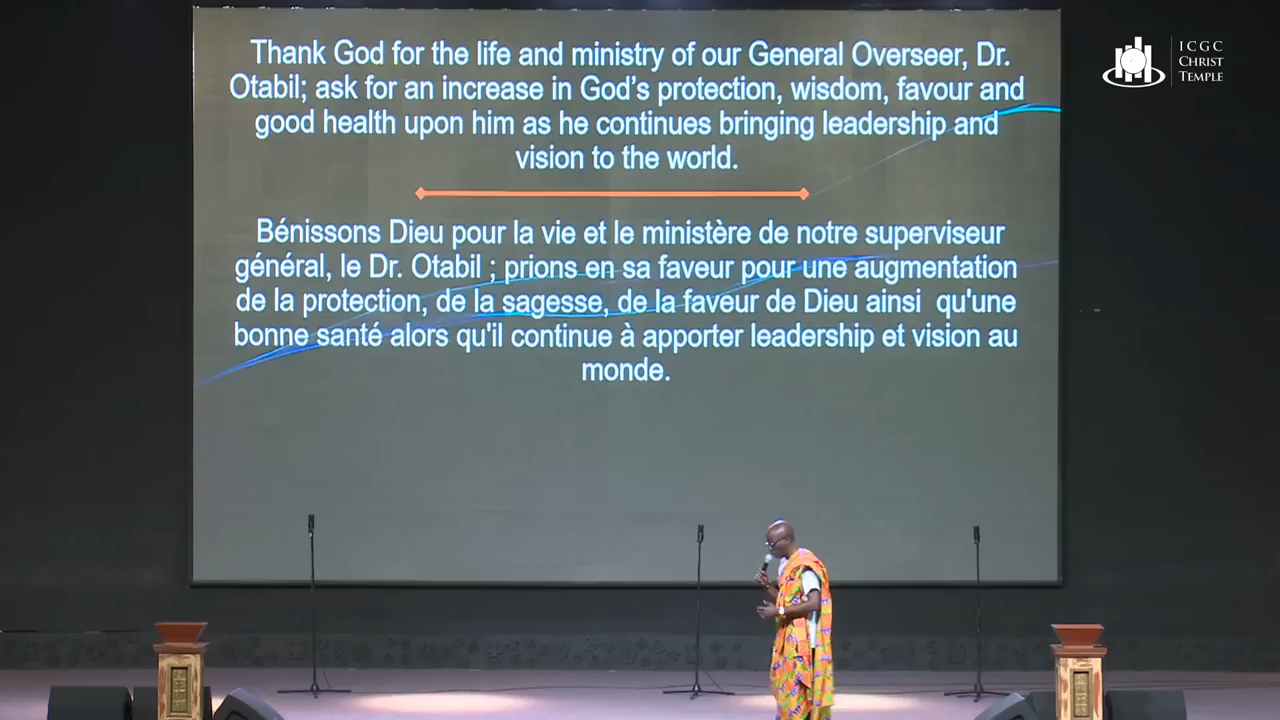 Thank God for the life and ministry of our General Overseer, Dr.
Otabil; ask for an increase in God's protection, wisdom, favour and
good health upon him as he continues bringing leadership and
vision to the world.
Bénissons Dieu pour la vie et le ministère de notre superviseur
général, le Dr. Otabil ; prions en sa faveur pour une augmentation
de la protection, de la sagesse, de la faveur de Dieu ainsi  qu'une
bonne santé alors qu'il continue à apporter leadership et vision au
monde.
ICGC
CHRIST
TEMPLE